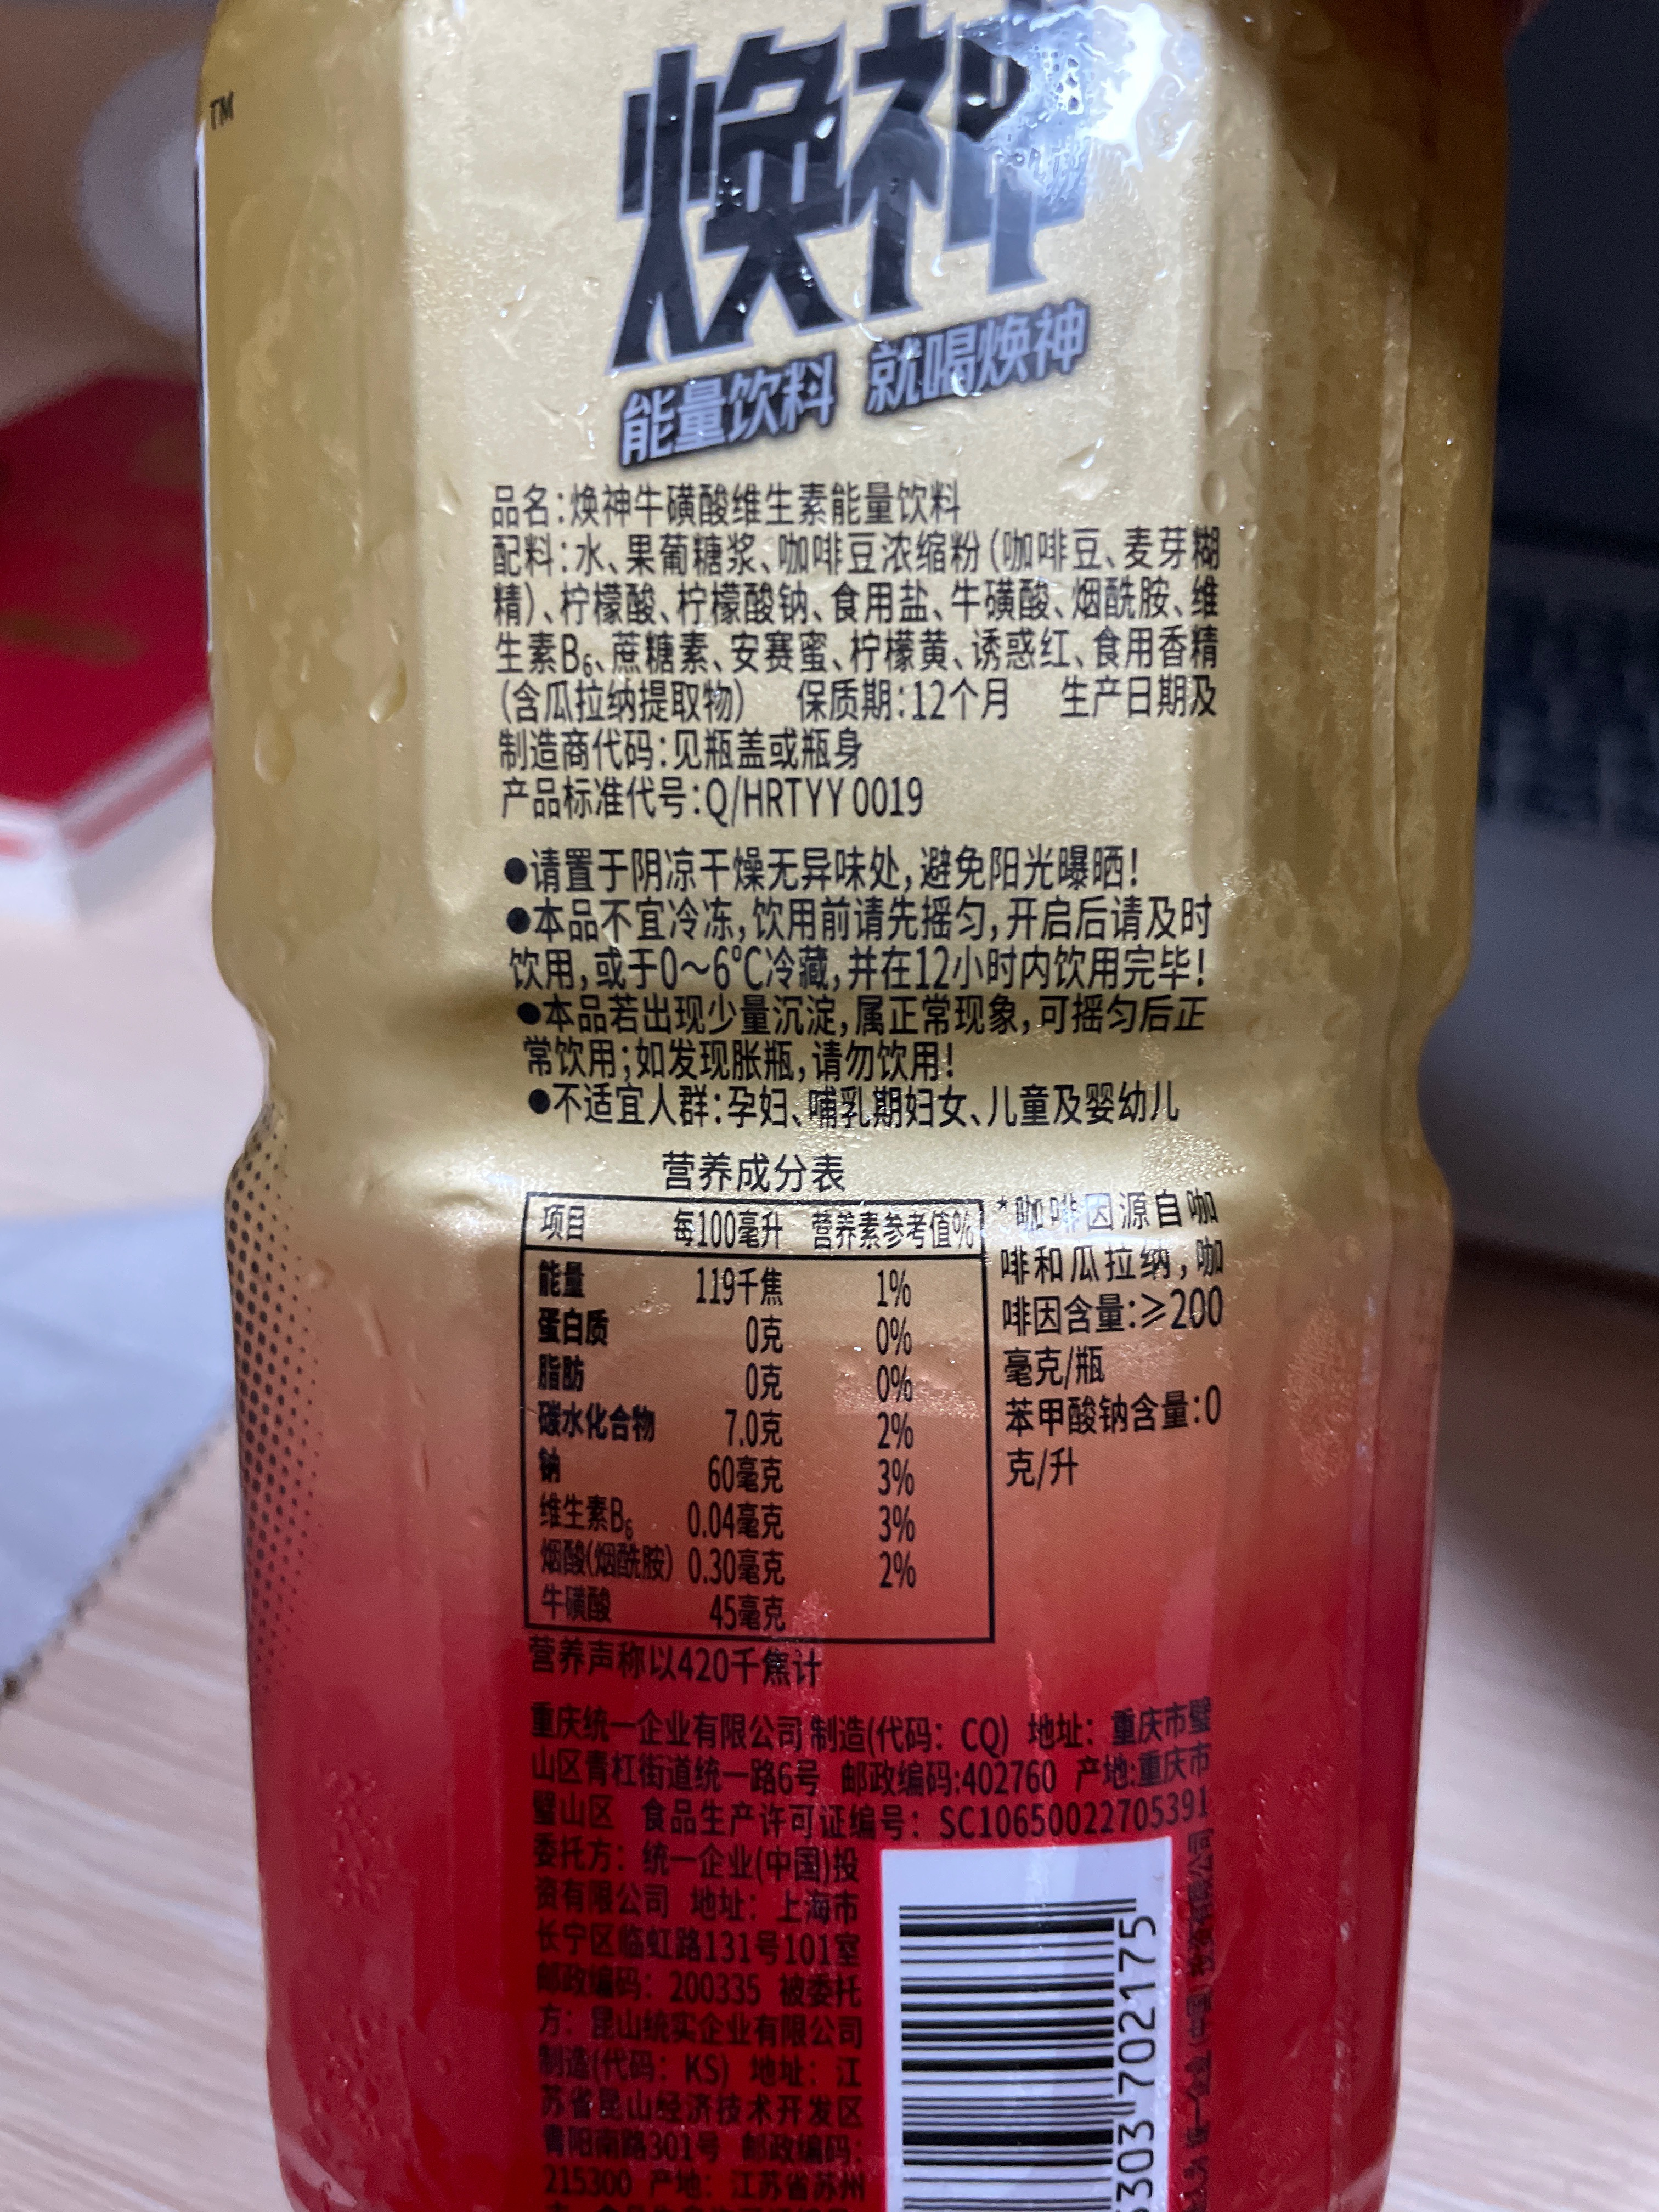 TM
焕神
能量饮料 就喝焕神
品名:焕神牛磺酸维生素能量饮料
配料:水、果葡糖浆、咖啡豆浓缩粉(咖啡豆、麦芽糊
精)、柠檬酸、柠檬酸钠、食用盐、牛磺酸、烟酰胺、维
生素B₆、蔗糖素、安赛蜜、柠檬黄、诱惑红、食用香精
(含瓜拉纳提取物) 保质期:12个月 生产日期及
制造商代码:见瓶盖或瓶身
产品标准代号:Q/HRTYY 0019
●请置于阴凉干燥无异味处,避免阳光曝晒!
●本品不宜冷冻,饮用前请先摇匀,开启后请及时
饮用,或于0~6℃冷藏,并在12小时内饮用完毕!
●本品若出现少量沉淀,属正常现象,可摇匀后正
常饮用;如发现胀瓶,请勿饮用!
●不适宜人群:孕妇、哺乳期妇女、儿童及婴幼儿
营养成分表
项目 每100毫升 营养素参考值%
能量 119千焦 1%
蛋白质 0克 0%
脂肪 0克 0%
碳水化合物 7.0克 2%
钠 60毫克 3%
维生素B₆ 0.04毫克 3%
烟酸(烟酰胺) 0.30毫克 2%
牛磺酸 45毫克
营养声称以420千焦计
*咖啡因源自咖
啡和瓜拉纳,咖
啡因含量:≥200
毫克/瓶
苯甲酸钠含量:0
克/升
重庆统一企业有限公司制造(代码: CQ) 地址: 重庆市璧
山区青杠街道统一路6号 邮政编码:402760 产地:重庆市
璧山区 食品生产许可证编号: SC10650022705391
委托方: 统一企业(中国)投
资有限公司 地址: 上海市
长宁区临虹路131号101室
邮政编码: 200335 被委托
方: 昆山统实企业有限公司
制造(代码: KS) 地址: 江
苏省昆山经济技术开发区
青阳南路301号 邮政编码:
215300 产地: 江苏省苏州
303 702175